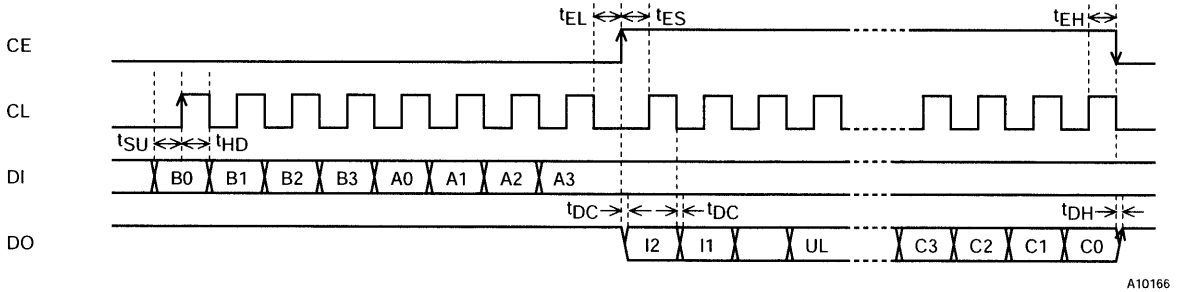 tEL tES tEH
CE
CL
tSU tHD
DI B0 B1 B2 B3 A0 A1 A2 A3
tDC tDC tDH
DO I2 I1 UL C3 C2 C1 C0
A10166